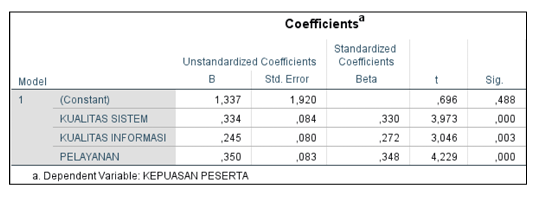 Coefficientsa
Unstandardized Coefficients Standardized Coefficients
Model B Std. Error Beta t Sig.
1 (Constant) 1,337 1,920 ,696 ,488
KUALITAS SISTEM ,334 ,084 ,330 3,973 ,000
KUALITAS INFORMASI ,245 ,080 ,272 3,046 ,003
PELAYANAN ,350 ,083 ,348 4,229 ,000
a. Dependent Variable: KEPUASAN PESERTA